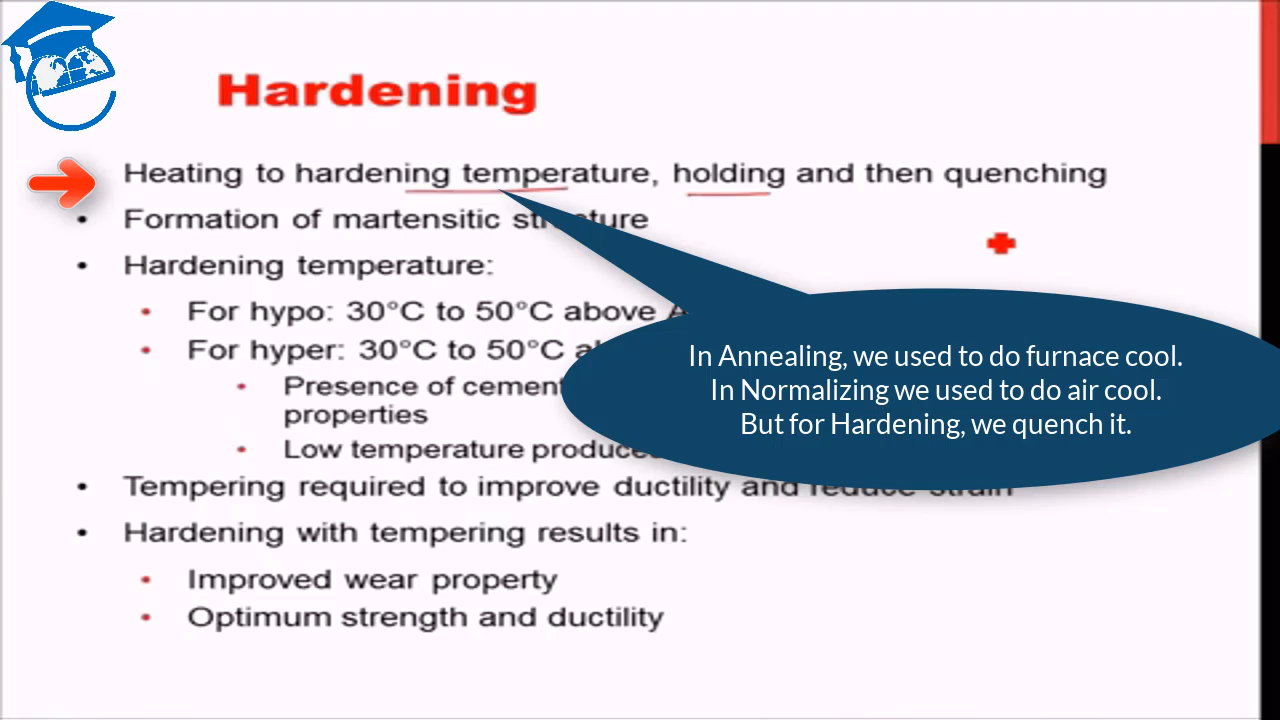 Hardening
Heating to hardening temperature, holding and then quenching
Formation of martensitic structure
Hardening temperature:
For hypo: 30°C to 50°C above
For hyper: 30°C to 50°C
Presence of
properties
Low temperature
Tempering required to improve ductility and reduce strain
Hardening with tempering results in:
Improved wear property
Optimum strength and ductility
In Annealing, we used to do furnace cool.
In Normalizing we used to do air cool.
But for Hardening, we quench it.